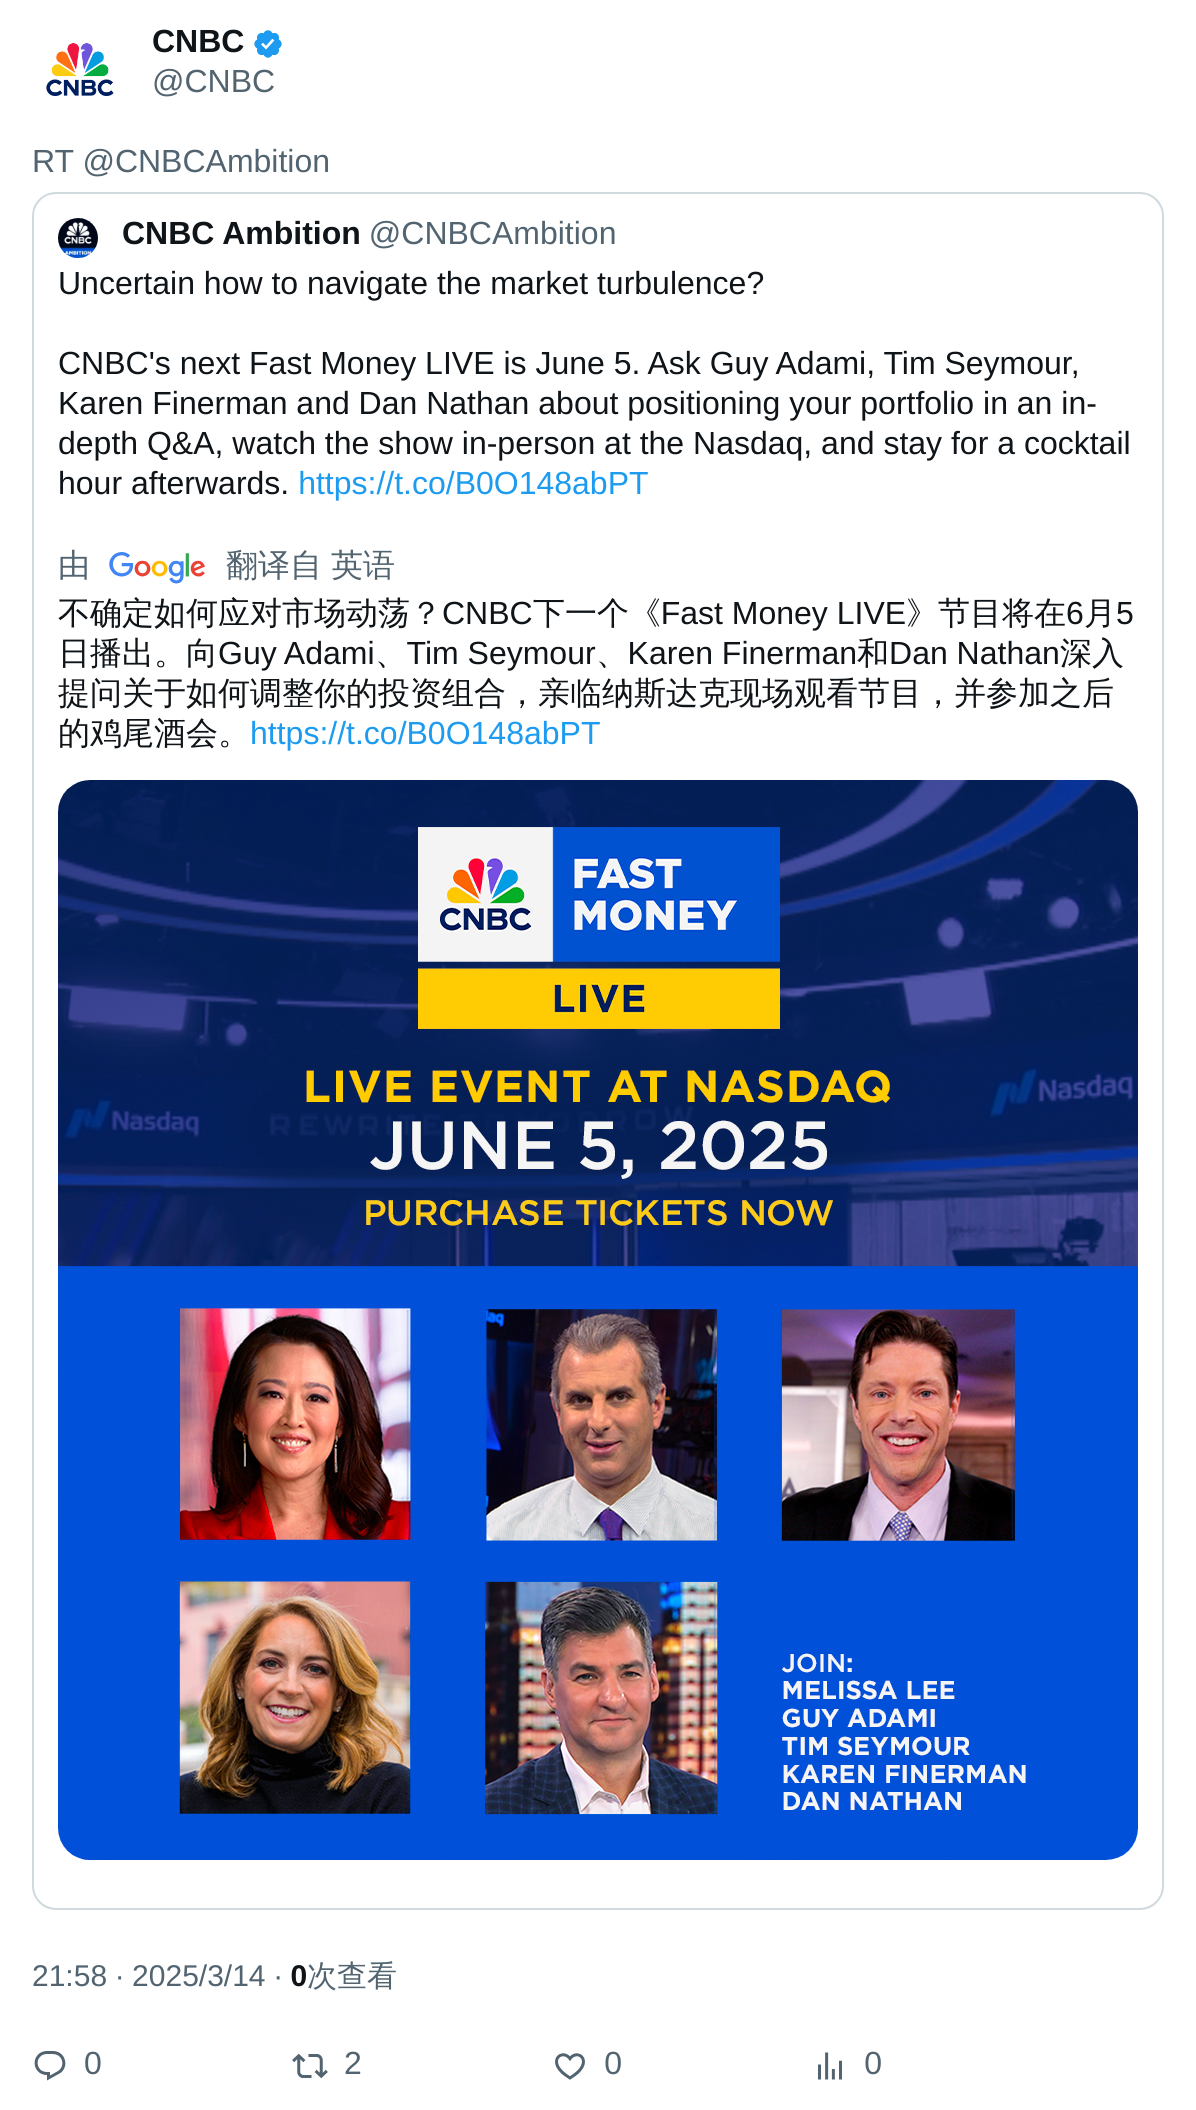 CNBC
@CNBC
CNBC
RT @CNBCAmbition
CNBC Ambition @CNBCAmbition
CNBC
AMBITION
Uncertain how to navigate the market turbulence?
CNBC's next Fast Money LIVE is June 5. Ask Guy Adami, Tim Seymour,
Karen Finerman and Dan Nathan about positioning your portfolio in an in-
depth Q&A, watch the show in-person at the Nasdaq, and stay for a cocktail
hour afterwards. https://t.co/B0O148abPT
由 Google 翻译自 英语
不确定如何应对市场动荡？CNBC下一个《Fast Money LIVE》节目将在6月5
日播出。向Guy Adami、Tim Seymour、Karen Finerman和Dan Nathan深入
提问关于如何调整你的投资组合，亲临纳斯达克现场观看节目，并参加之后
的鸡尾酒会。https://t.co/B0O148abPT
CNBC
FAST
MONEY
LIVE
LIVE EVENT AT NASDAQ
Nasdaq
Nasdaq
REWRITE TOMORROW
JUNE 5, 2025
PURCHASE TICKETS NOW
JOIN:
MELISSA LEE
GUY ADAMI
TIM SEYMOUR
KAREN FINERMAN
DAN NATHAN
21:58 · 2025/3/14 · 0次查看
0 2 0 0